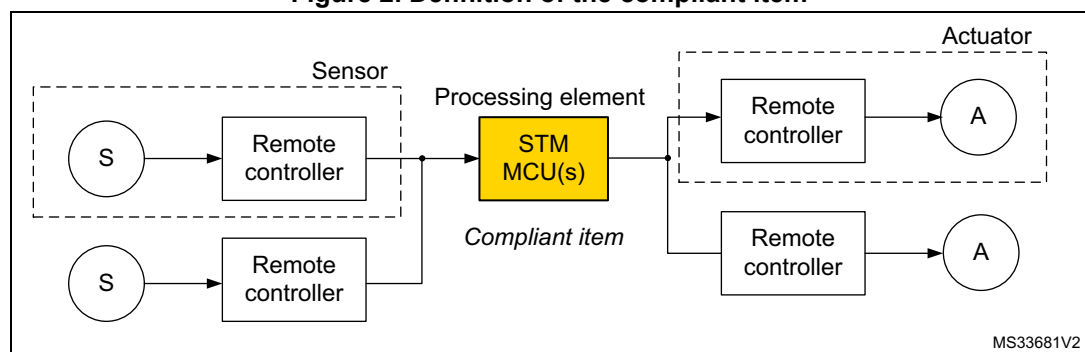 Figure 2. Definition of the compliant item
Actuator
Sensor
Processing element
S
Remote
controller
STM
MCU(s)
Remote
controller
A
Compliant item
S
Remote
controller
Remote
controller
A
MS33681V2